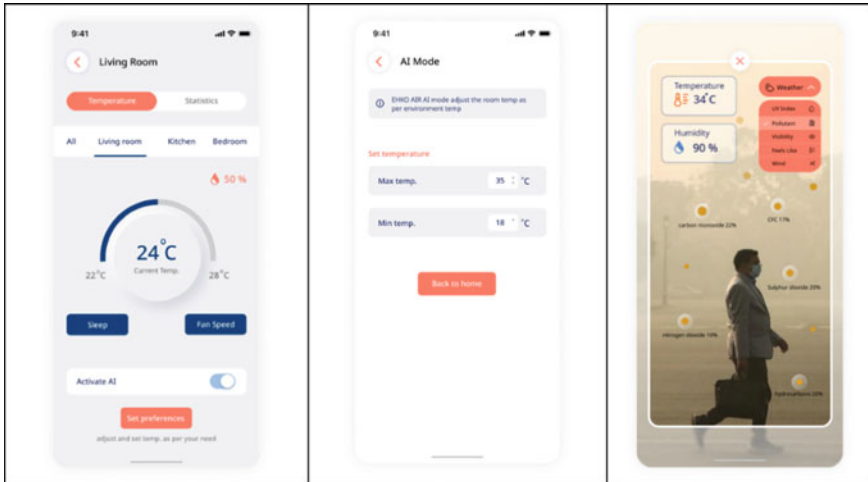 9:41
Living Room
Temperature
Statistics
All
Living room
Kitchen
Bedroom
50 %
24°C
Current Temp.
22°C
28°C
Sleep
Fan Speed
Activate AI
Set preferences
adjust and set temp. as per your need
9:41
AI Mode
EHKO AIR AI mode adjust the room temp as
per environment temp
Set temperature
Max temp.
35
°C
Min temp.
18
°C
Back to home
Temperature
34°C
Humidity
90 %
Weather
UV Index
Pollutant
Visibility
Feels Like
Wind
carbon monoxide 22%
CFC 17%
Sulphur dioxide 20%
nitrogen dioxide 10%